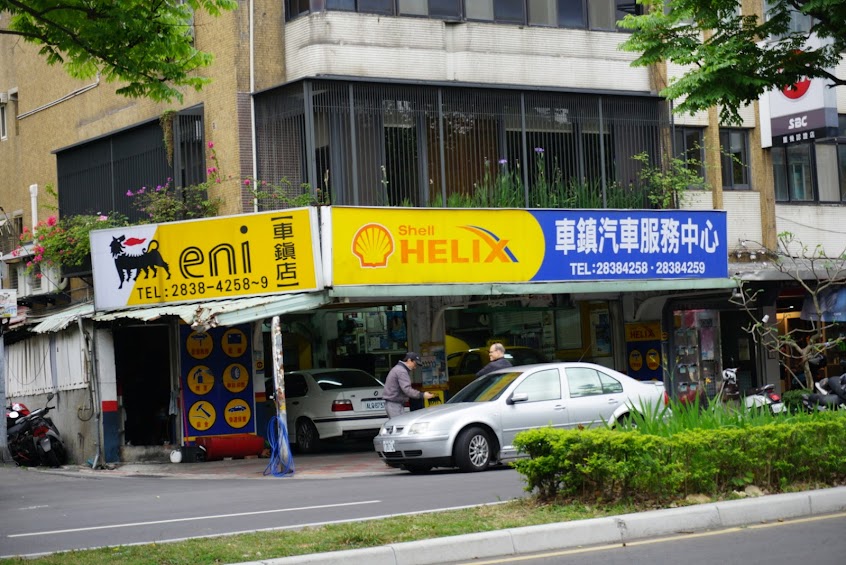 eni
【車鎮店】
TEL:2838-4258~9
Shell
HELIX
車鎮汽車服務中心
TEL:28384258·28384259
SBC
HELIX